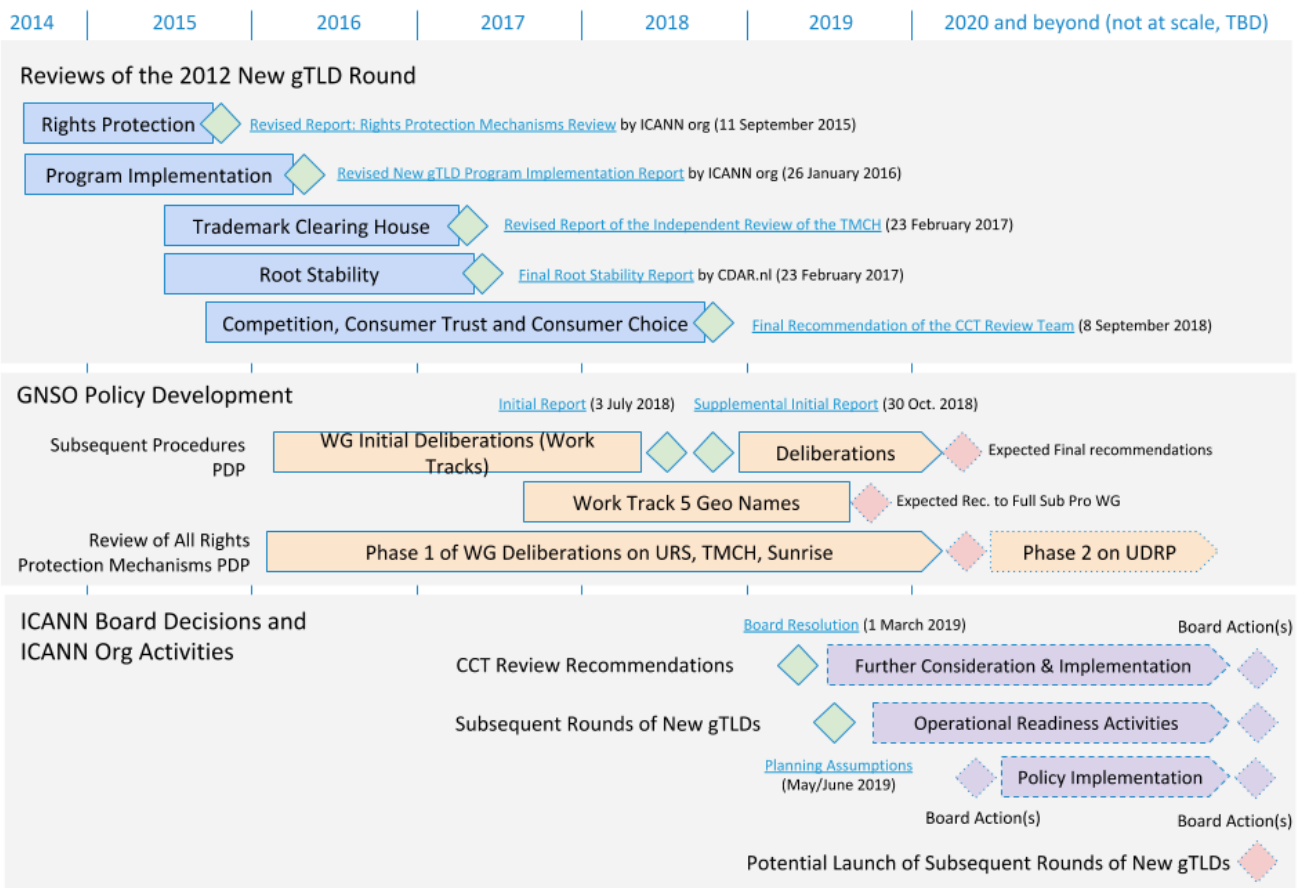 2014 2015 2016 2017 2018 2019 2020 and beyond (not at scale, TBD)
Reviews of the 2012 New gTLD Round
Rights Protection
Revised Report: Rights Protection Mechanisms Review by ICANN org (11 September 2015)
Program Implementation
Revised New gTLD Program Implementation Report by ICANN org (26 January 2016)
Trademark Clearing House
Revised Report of the Independent Review of the TMCH (23 February 2017)
Root Stability
Final Root Stability Report by CDAR.nl (23 February 2017)
Competition, Consumer Trust and Consumer Choice
Final Recommendation of the CCT Review Team (8 September 2018)
GNSO Policy Development
Initial Report (3 July 2018)
Supplemental Initial Report (30 Oct. 2018)
Subsequent Procedures
PDP
WG Initial Deliberations (Work
Tracks)
Deliberations
Expected Final recommendations
Work Track 5 Geo Names
Expected Rec. to Full Sub Pro WG
Review of All Rights
Protection Mechanisms PDP
Phase 1 of WG Deliberations on URS, TMCH, Sunrise
Phase 2 on UDRP
ICANN Board Decisions and
ICANN Org Activities
Board Resolution (1 March 2019)
Board Action(s)
CCT Review Recommendations
Further Consideration & Implementation
Subsequent Rounds of New gTLDs
Operational Readiness Activities
Planning Assumptions
(May/June 2019)
Policy Implementation
Board Action(s)
Board Action(s)
Potential Launch of Subsequent Rounds of New gTLDs